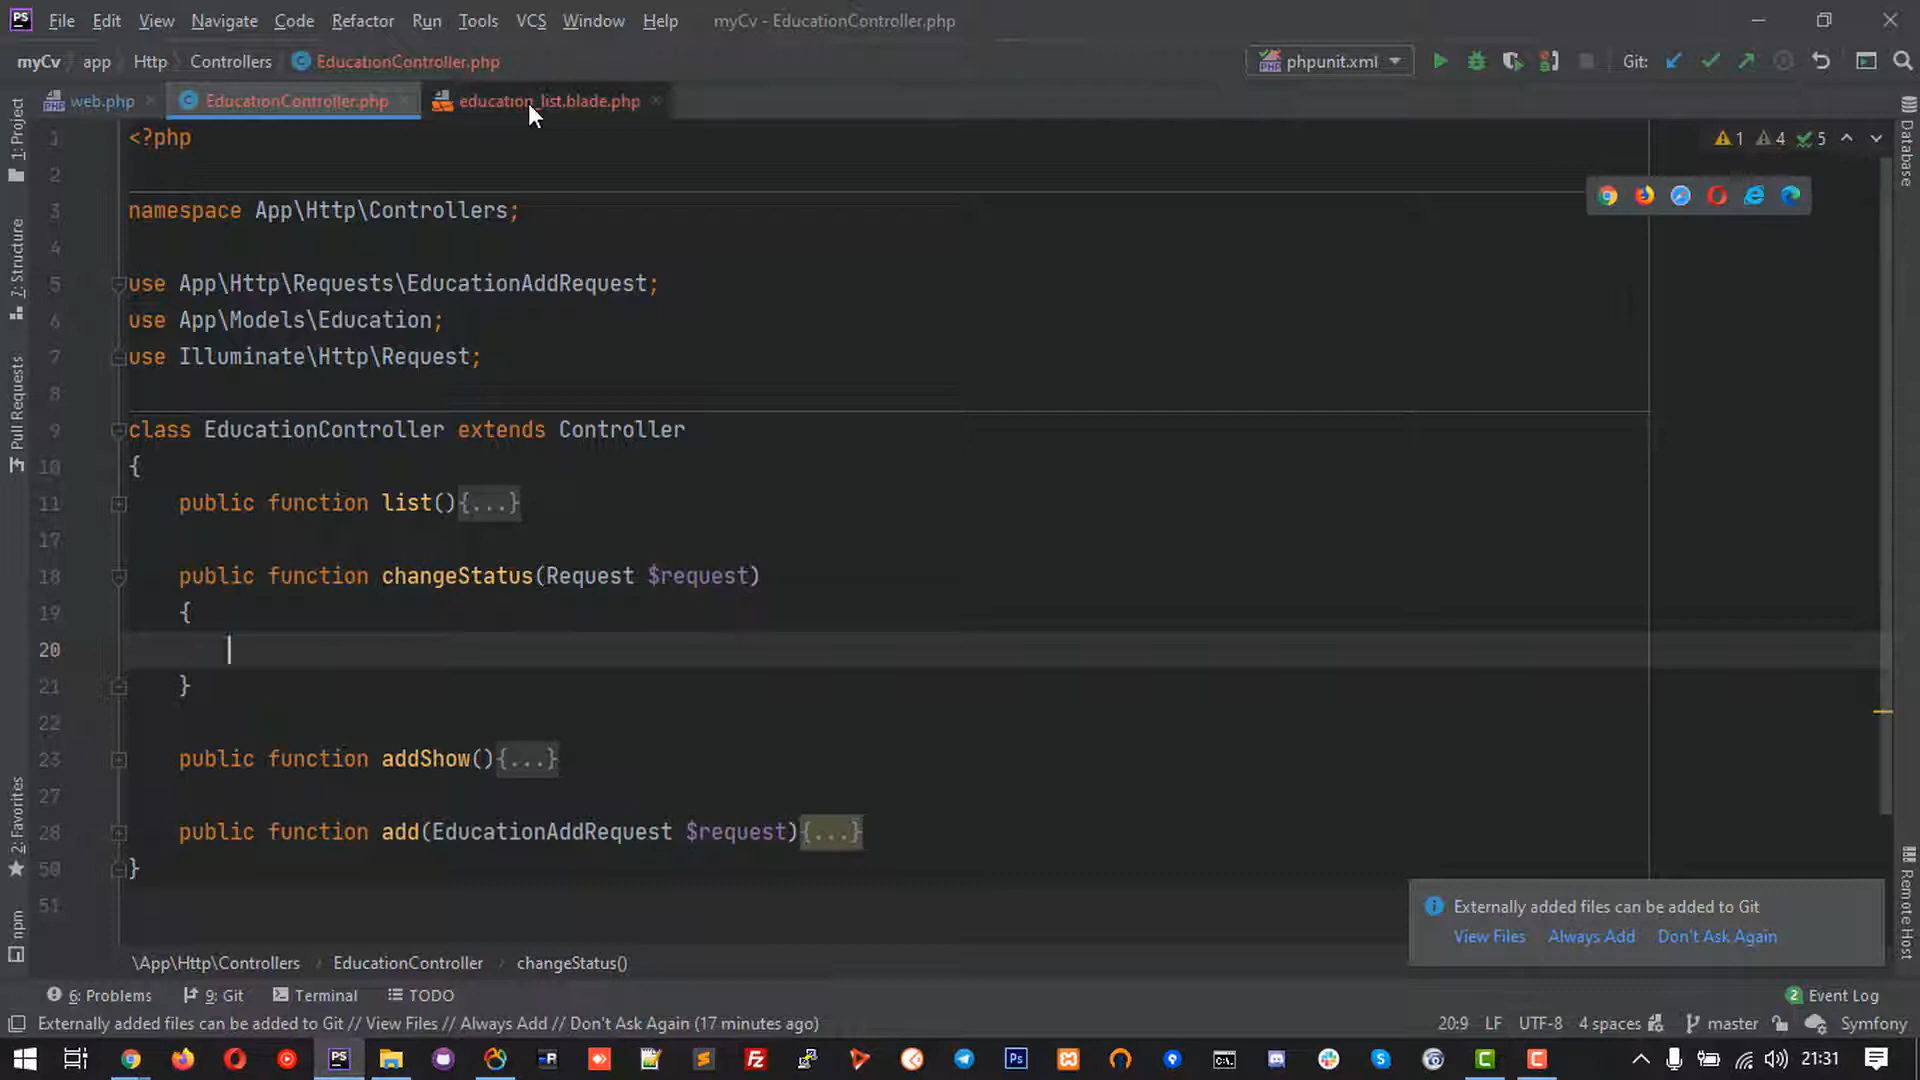 PS File Edit View Navigate Code Refactor Run Tools VCS Window Help myCv - EducationController.php
myCv app Http Controllers EducationController.php phpunit.xml Git:
web.php EducationController.php education_list.blade.php
1 <?php
2
3 namespace App\Http\Controllers;
4
5 use App\Http\Requests\EducationAddRequest;
6 use App\Models\Education;
7 use Illuminate\Http\Request;
8
9 class EducationController extends Controller
10 {
11 public function list(){...}
17
18 public function changeStatus(Request $request)
19 {
20
21 }
22
23 public function addShow(){...}
27
28 public function add(EducationAddRequest $request){...}
50 }
51
1 4 5
1: Project
7: Structure
Pull Requests
2: Favorites
npm
Database
Remote Host
Externally added files can be added to Git
View Files Always Add Don't Ask Again
\App\Http\Controllers › EducationController › changeStatus()
6: Problems 9: Git Terminal TODO 2 Event Log
Externally added files can be added to Git // View Files // Always Add // Don't Ask Again (17 minutes ago) 20:9 LF UTF-8 4 spaces master Symfony
21:31